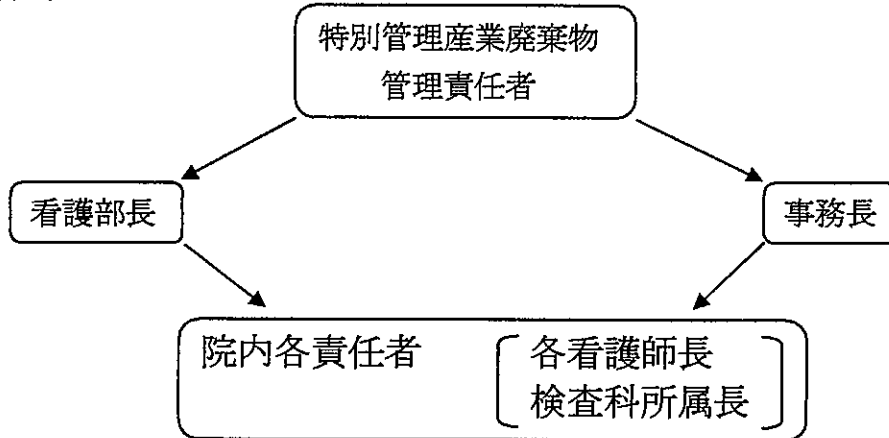 特別管理産業廃棄物
管理責任者
看護部長
事務長
院内各責任者
各看護師長
検査科所属長